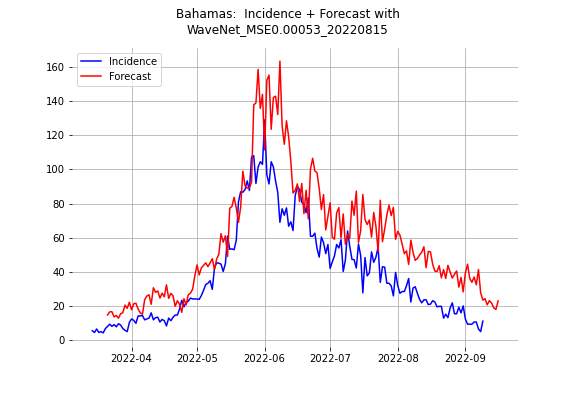 Bahamas:  Incidence + Forecast with
WaveNet_MSE0.00053_20220815
Incidence
Forecast
160
140
120
100
80
60
40
20
0
2022-04 2022-05 2022-06 2022-07 2022-08 2022-09